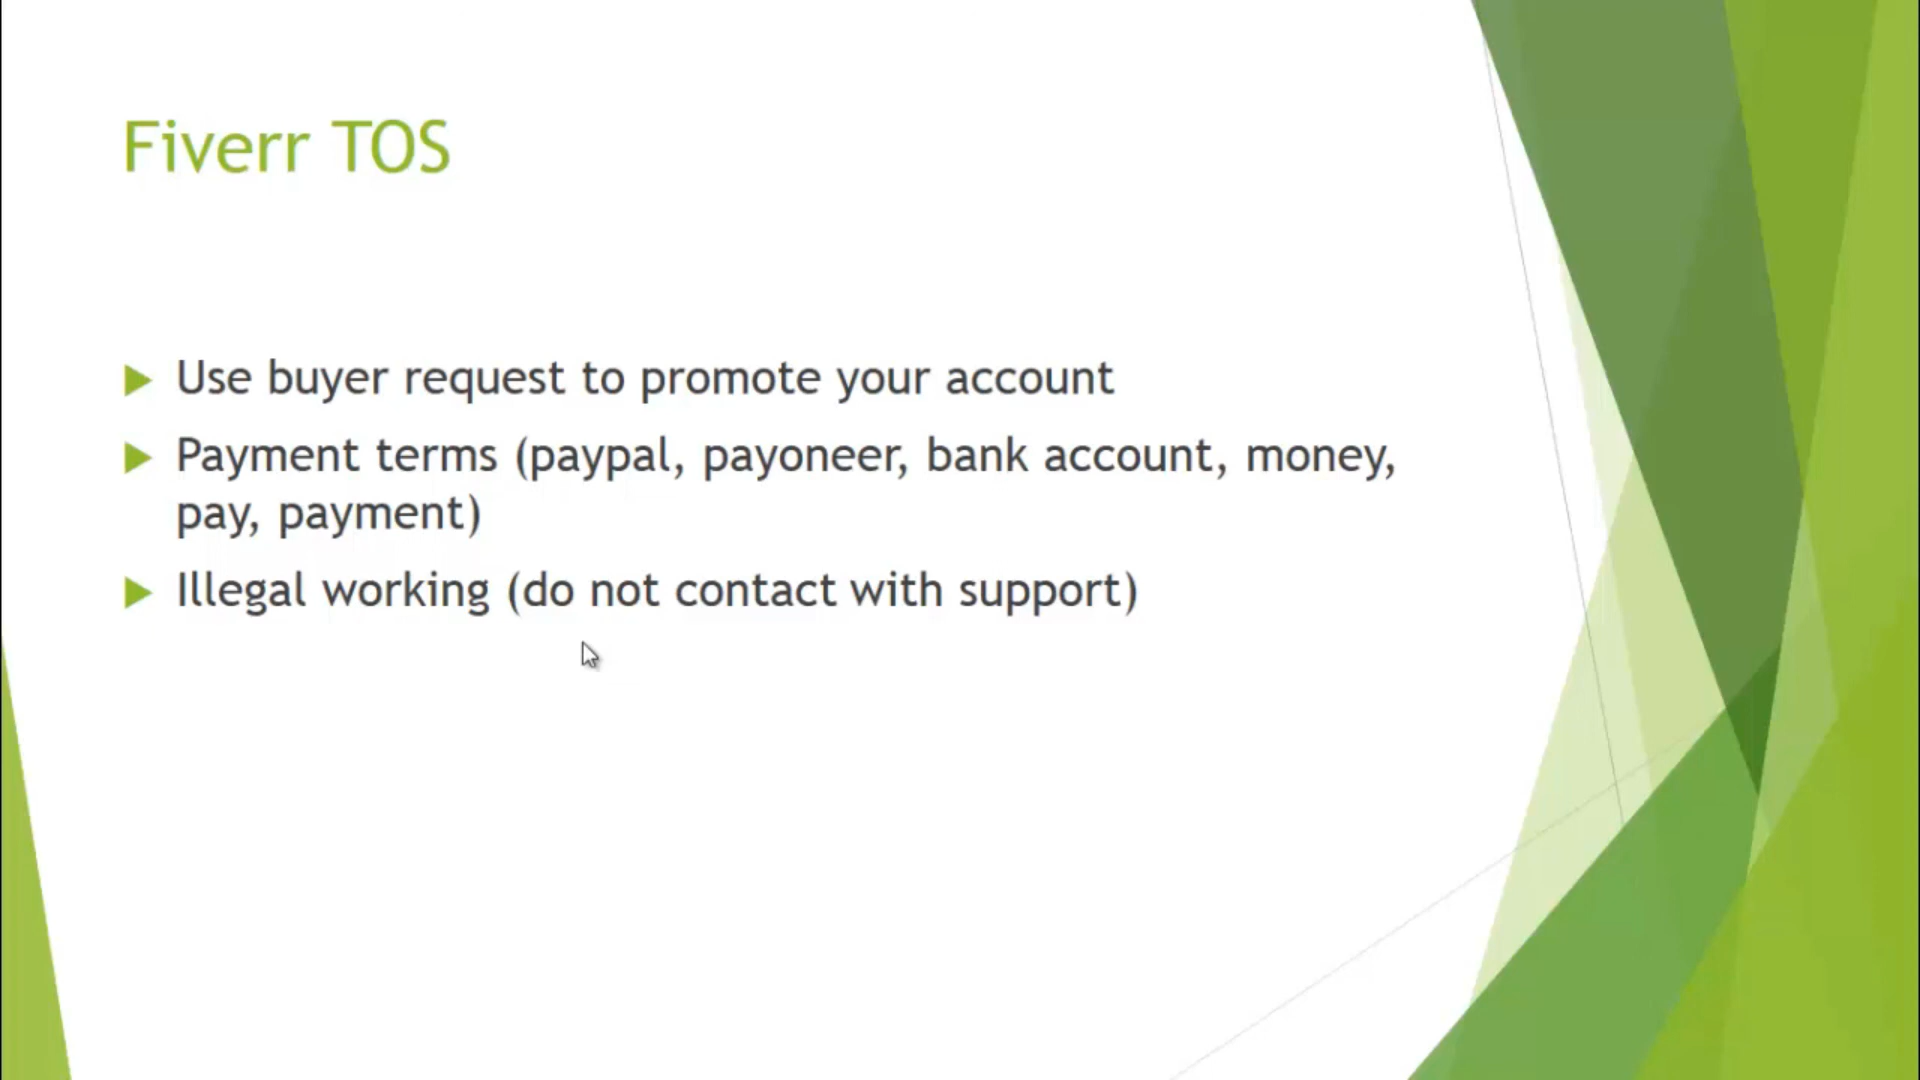 Fiverr TOS
Use buyer request to promote your account
Payment terms (paypal, payoneer, bank account, money,
pay, payment)
Illegal working (do not contact with support)